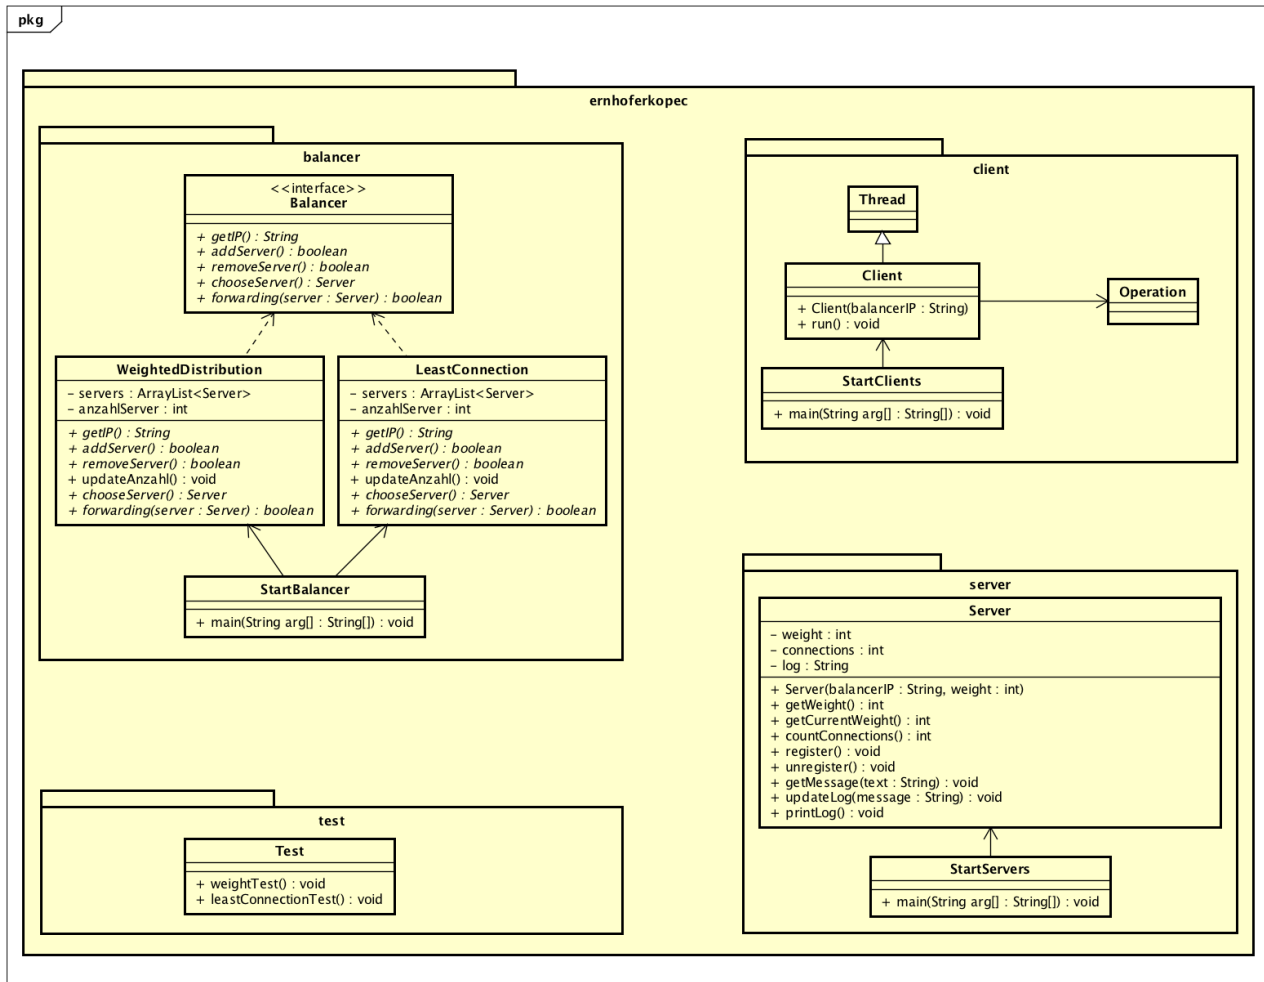 pkg
ernhoferkopec
balancer
<<interface>>
Balancer
+ getIP() : String
+ addServer() : boolean
+ removeServer() : boolean
+ chooseServer() : Server
+ forwarding(server : Server) : boolean
WeightedDistribution
– servers : ArrayList<Server>
– anzahlServer : int
+ getIP() : String
+ addServer() : boolean
+ removeServer() : boolean
+ updateAnzahl() : void
+ chooseServer() : Server
+ forwarding(server : Server) : boolean
LeastConnection
– servers : ArrayList<Server>
– anzahlServer : int
+ getIP() : String
+ addServer() : boolean
+ removeServer() : boolean
+ updateAnzahl() : void
+ chooseServer() : Server
+ forwarding(server : Server) : boolean
StartBalancer
+ main(String arg[] : String[]) : void
client
Thread
Client
+ Client(balancerIP : String)
+ run() : void
Operation
StartClients
+ main(String arg[] : String[]) : void
server
Server
– weight : int
– connections : int
– log : String
+ Server(balancerIP : String, weight : int)
+ getWeight() : int
+ getCurrentWeight() : int
+ countConnections() : int
+ register() : void
+ unregister() : void
+ getMessage(text : String) : void
+ updateLog(message : String) : void
+ printLog() : void
StartServers
+ main(String arg[] : String[]) : void
test
Test
+ weightTest() : void
+ leastConnectionTest() : void